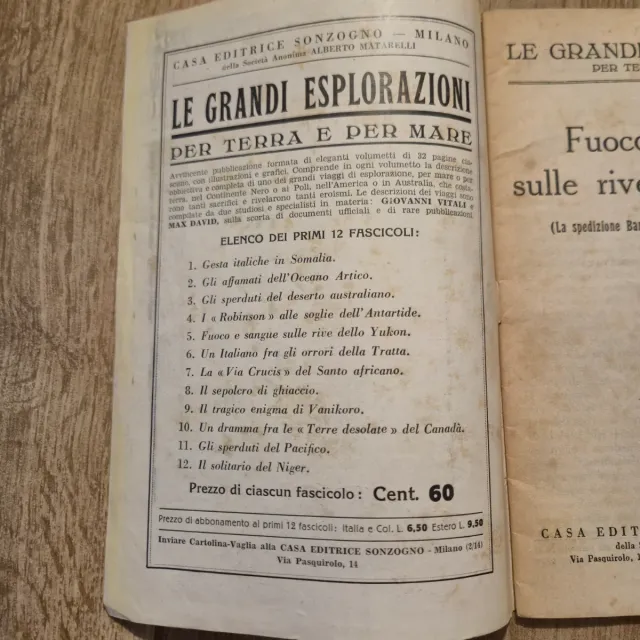 CASA EDITRICE SONZOGNO — MILANO
della Società Anonima ALBERTO MATARELLI
LE GRANDI ESPLORAZIONI
PER TERRA E PER MARE
Avvincente pubblicazione formata di eleganti volumetti di 32 pagine cia-
scuno, con illustrazioni e grafici. Comprende in ogni volumetto la descrizione
obbiettiva e completa di uno dei grandi viaggi di esplorazione, per mare o per
terra, nel Continente Nero o ai Poli, nell'America o in Australia, che costa-
rono tanti sacrifici e rivelarono tanti eroismi. Le descrizioni dei viaggi sono
compilate da due studiosi e specialisti in materia: GIOVANNI VITALI e
MAX DAVID, sulla scorta di documenti ufficiali e di rare pubblicazioni
ELENCO DEI PRIMI 12 FASCICOLI:
1. Gesta italiche in Somalia.
2. Gli affamati dell'Oceano Artico.
3. Gli sperduti del deserto australiano.
4. I « Robinson » alle soglie dell'Antartide.
5. Fuoco e sangue sulle rive dello Yukon.
6. Un Italiano fra gli orrori della Tratta.
7. La « Via Crucis » del Santo africano.
8. Il sepolcro di ghiaccio.
9. Il tragico enigma di Vanikoro.
10. Un dramma fra le « Terre desolate » del Canadà.
11. Gli sperduti del Pacifico.
12. Il solitario del Niger.
Prezzo di ciascun fascicolo: Cent. 60
Prezzo di abbonamento ai primi 12 fascicoli: Italia e Col. L. 6,50 Estero L. 9,50
Inviare Cartolina-Vaglia alla CASA EDITRICE SONZOGNO - Milano (2/14)
Via Pasquirolo, 14
LE GRANDI
PER TE
Fuoco
sulle rive
(La spedizione Bar
CASA EDIT
della
Via Pasquirolo, 1